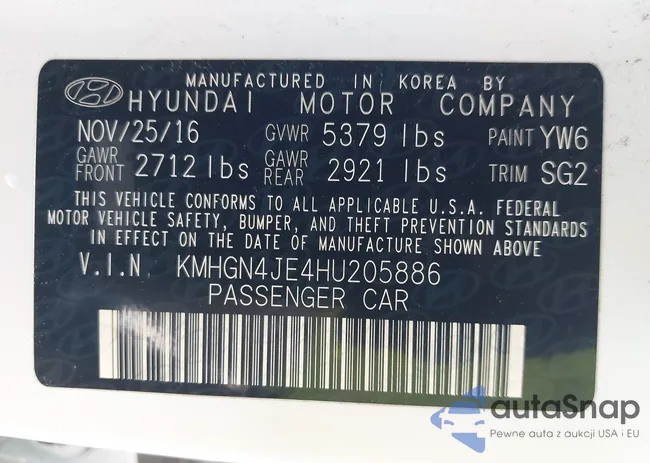 MANUFACTURED IN KOREA BY
HYUNDAI MOTOR COMPANY
NOV/25/16 GVWR 5379 lbs PAINT YW6
GAWR FRONT 2712 lbs GAWR REAR 2921 lbs TRIM SG2
THIS VEHICLE CONFORMS TO ALL APPLICABLE U.S.A. FEDERAL
MOTOR VEHICLE SAFETY, BUMPER, AND THEFT PREVENTION STANDARDS
IN EFFECT ON THE DATE OF MANUFACTURE SHOWN ABOVE
V.I.N. KMHGN4JE4HU205886
PASSENGER CAR
autaSnap
Pewne auta z aukcji USA i EU